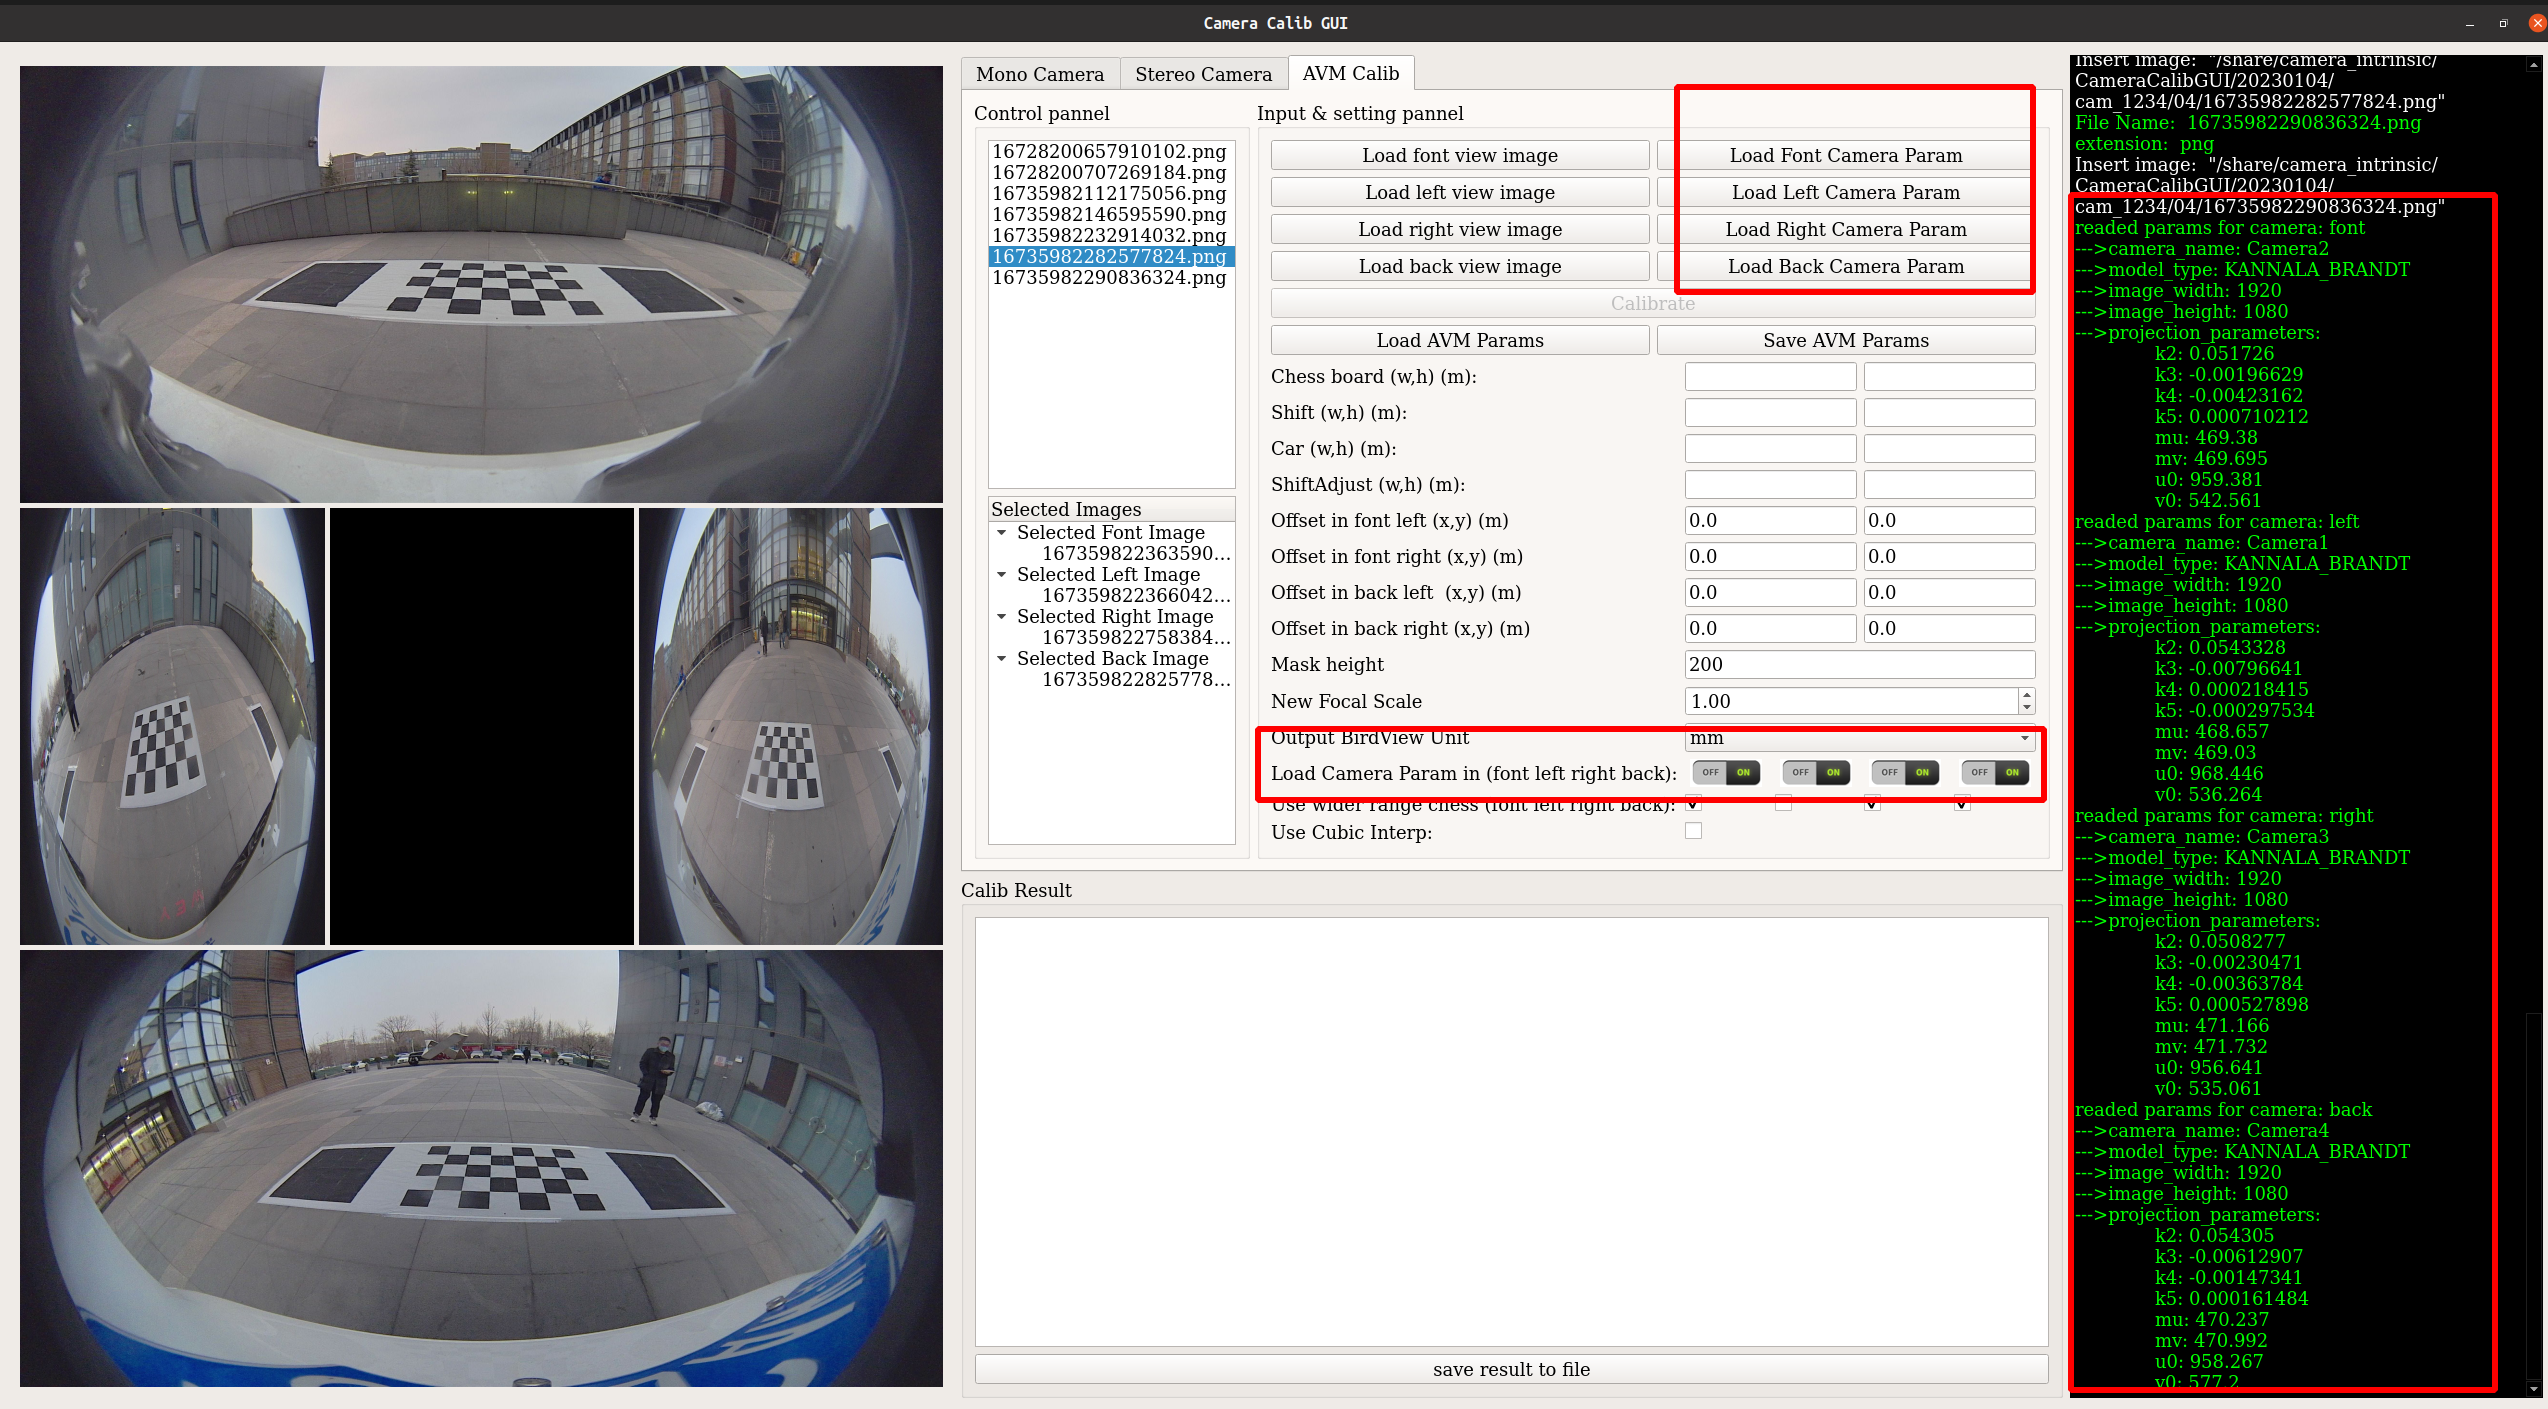 Camera Calib GUI
Mono Camera
Stereo Camera
AVM Calib
Control pannel
16728200657910102.png
16728200707269184.png
16735982112175056.png
16735982146595590.png
16735982232914032.png
16735982282577824.png
16735982290836324.png
Selected Images
Selected Font Image
167359822363590...
Selected Left Image
167359822366042...
Selected Right Image
167359822758384...
Selected Back Image
167359822825778...
Input & setting pannel
Load font view image
Load Font Camera Param
Load left view image
Load Left Camera Param
Load right view image
Load Right Camera Param
Load back view image
Load Back Camera Param
Calibrate
Load AVM Params
Save AVM Params
Chess board (w,h) (m):
Shift (w,h) (m):
Car (w,h) (m):
ShiftAdjust (w,h) (m):
Offset in font left (x,y) (m) 0.0 0.0
Offset in font right (x,y) (m) 0.0 0.0
Offset in back left (x,y) (m) 0.0 0.0
Offset in back right (x,y) (m) 0.0 0.0
Mask height 200
New Focal Scale 1.00
Output BirdView Unit mm
Load Camera Param in (font left right back): OFF ON OFF ON OFF ON OFF ON
Use wider range chess (font left right back):
Use Cubic Interp:
Calib Result
save result to file
Insert image: "/share/camera_intrinsic/
CameraCalibGUI/20230104/
cam_1234/04/16735982282577824.png"
File Name: 16735982290836324.png
extension: png
Insert image: "/share/camera_intrinsic/
CameraCalibGUI/20230104/
cam_1234/04/16735982290836324.png"
readed params for camera: font
--->camera_name: Camera2
--->model_type: KANNALA_BRANDT
--->image_width: 1920
--->image_height: 1080
--->projection_parameters:
k2: 0.051726
k3: -0.00196629
k4: -0.00423162
k5: 0.000710212
mu: 469.38
mv: 469.695
u0: 959.381
v0: 542.561
readed params for camera: left
--->camera_name: Camera1
--->model_type: KANNALA_BRANDT
--->image_width: 1920
--->image_height: 1080
--->projection_parameters:
k2: 0.0543328
k3: -0.00796641
k4: 0.000218415
k5: -0.000297534
mu: 468.657
mv: 469.03
u0: 968.446
v0: 536.264
readed params for camera: right
--->camera_name: Camera3
--->model_type: KANNALA_BRANDT
--->image_width: 1920
--->image_height: 1080
--->projection_parameters:
k2: 0.0508277
k3: -0.00230471
k4: -0.00363784
k5: 0.000527898
mu: 471.166
mv: 471.732
u0: 956.641
v0: 535.061
readed params for camera: back
--->camera_name: Camera4
--->model_type: KANNALA_BRANDT
--->image_width: 1920
--->image_height: 1080
--->projection_parameters:
k2: 0.054305
k3: -0.00612907
k4: -0.00147341
k5: 0.000161484
mu: 470.237
mv: 470.992
u0: 958.267
v0: 577.2